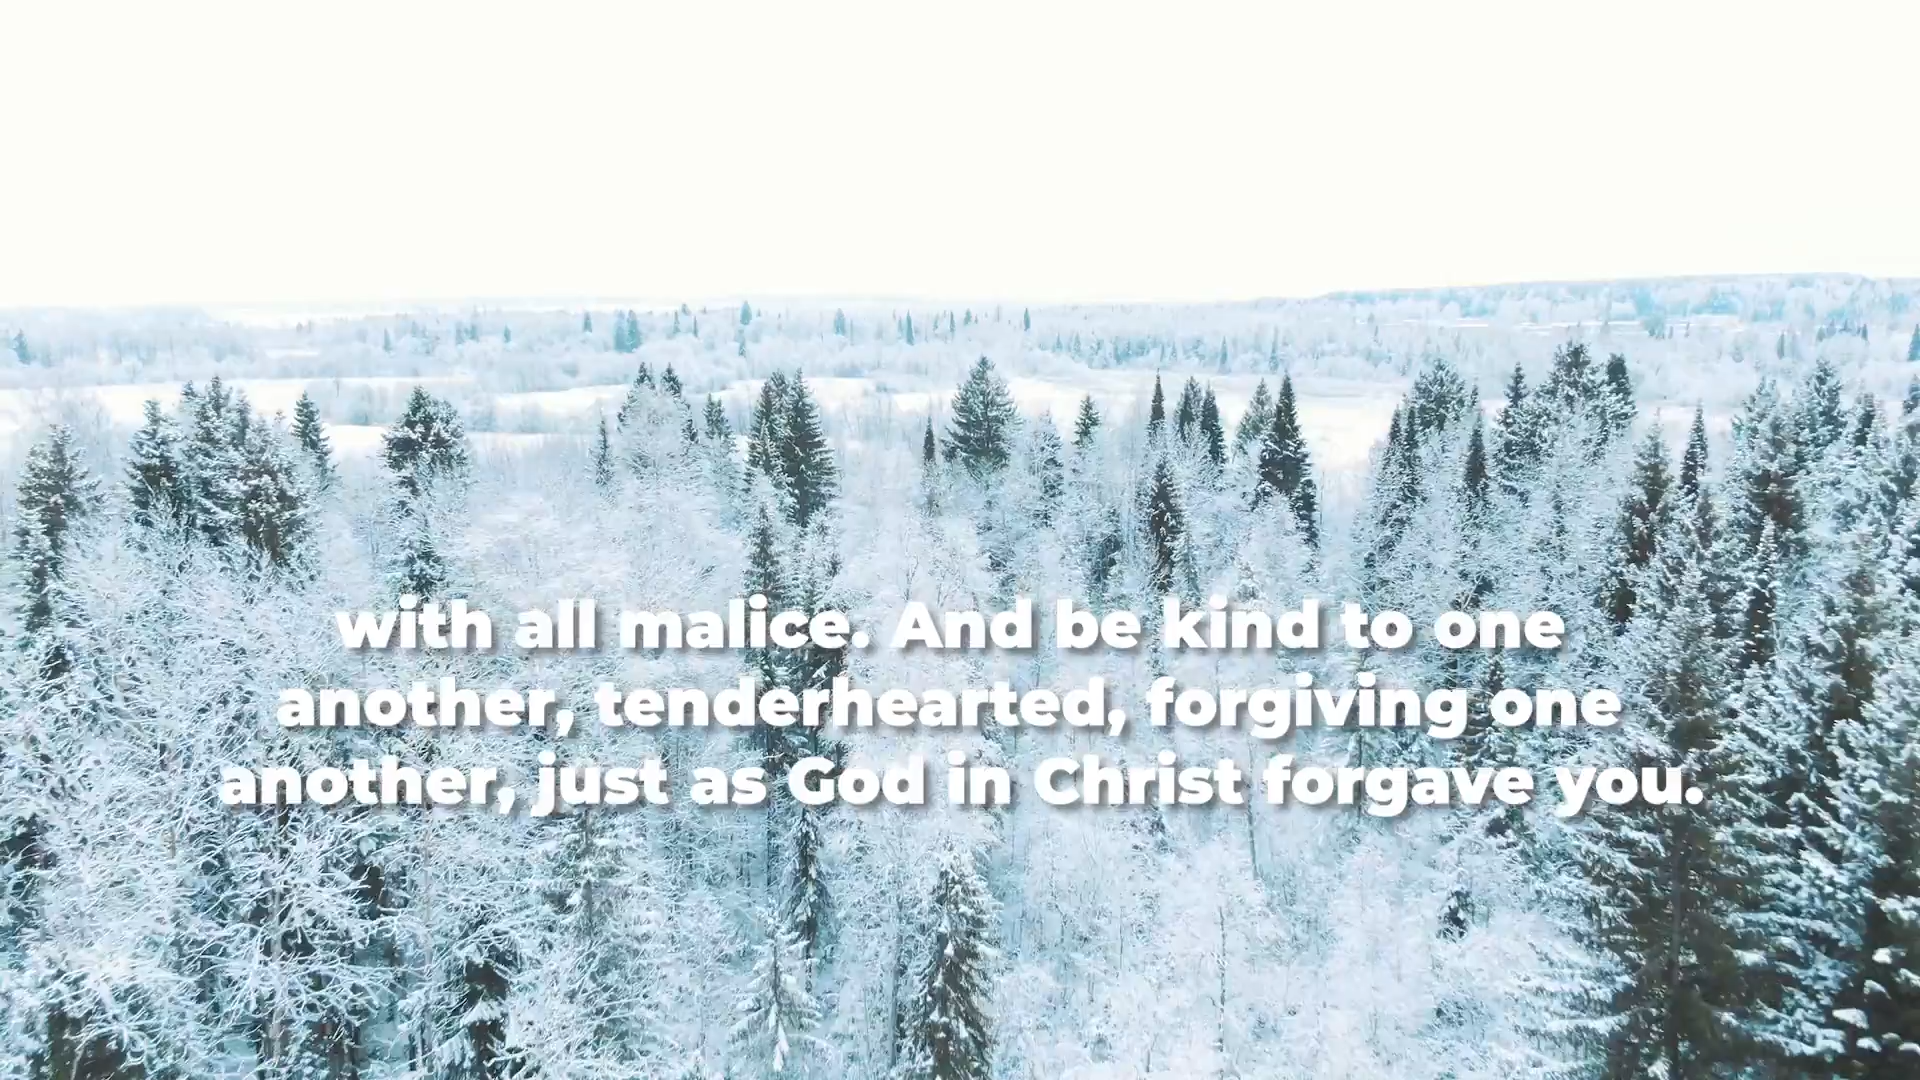 with all malice. And be kind to one
another, tenderhearted, forgiving one
another, just as God in Christ forgave you.